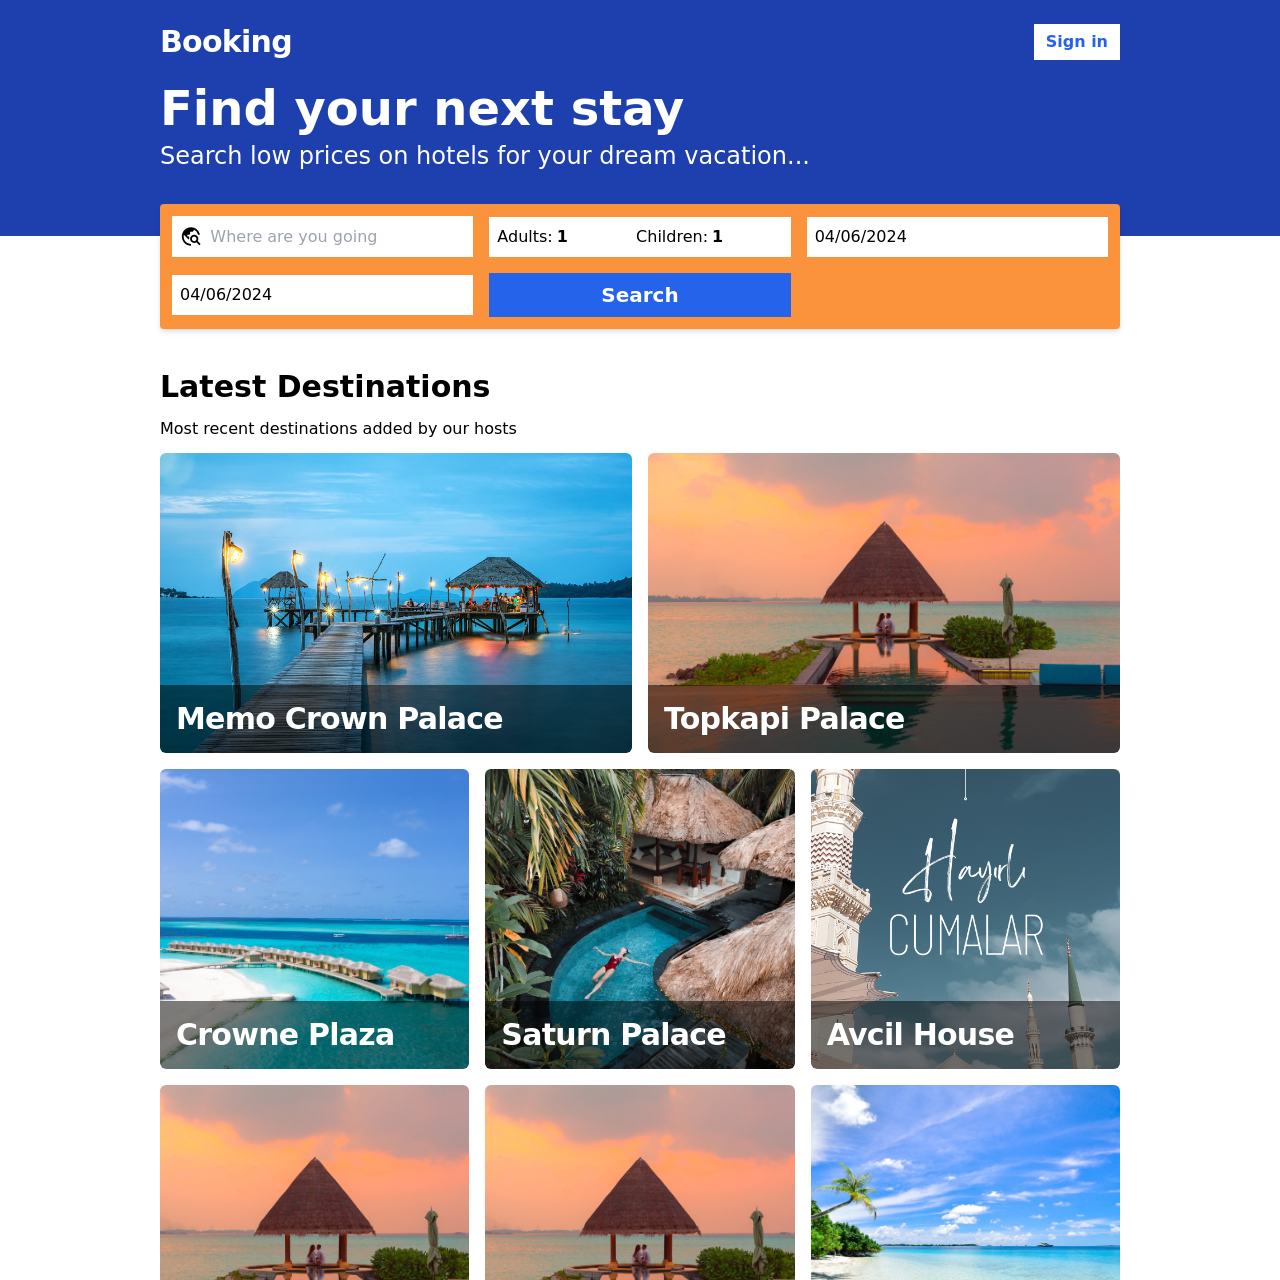 Booking
Sign in
Find your next stay
Search low prices on hotels for your dream vacation...
Where are you going
Adults: 1
Children: 1
04/06/2024
04/06/2024
Search
Latest Destinations
Most recent destinations added by our hosts
Memo Crown Palace
Topkapi Palace
Hayırlı
CUMALAR
Crowne Plaza
Saturn Palace
Avcil House